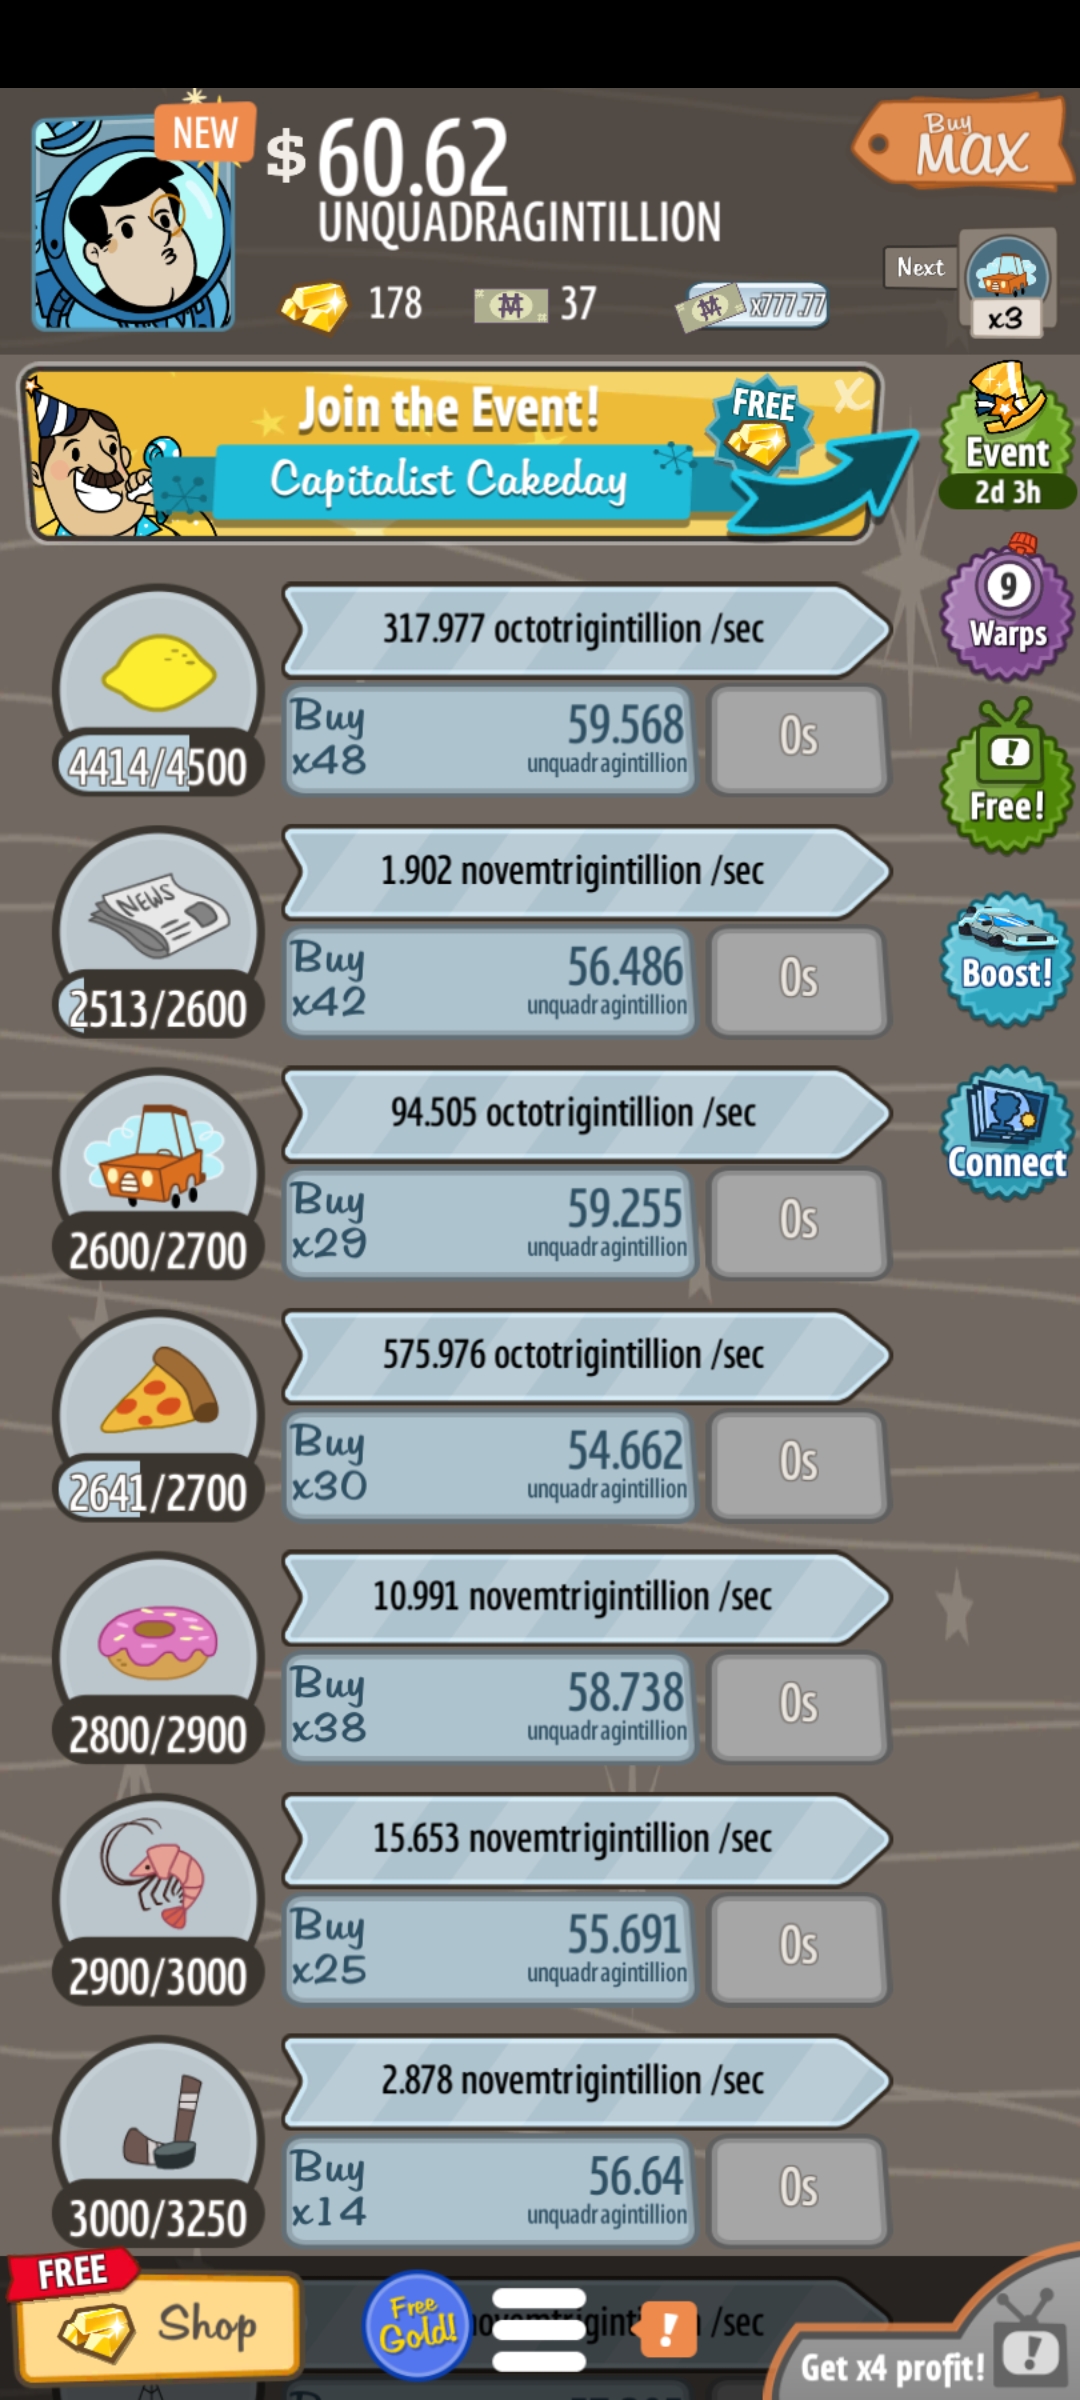 NEW
$ 60.62
UNQUADRAGINTILLION
Buy
MAX
178
37
x777.77
Next
x3
Join the Event!
FREE
X
Capitalist Cakeday
Event
2d 3h
317.977 octotrigintillion /sec
9
Warps
Buy
x48
59.568
unquadragintillion
0s
4414/4500
!
Free!
NEWS
1.902 novemtrigintillion /sec
Buy
x42
56.486
unquadragintillion
0s
2513/2600
Boost!
94.505 octotrigintillion /sec
Connect
Buy
x29
59.255
unquadragintillion
0s
2600/2700
575.976 octotrigintillion /sec
Buy
x30
54.662
unquadragintillion
0s
2641/2700
10.991 novemtrigintillion /sec
Buy
x38
58.738
unquadragintillion
0s
2800/2900
15.653 novemtrigintillion /sec
Buy
x25
55.691
unquadragintillion
0s
2900/3000
2.878 novemtrigintillion /sec
Buy
x14
56.64
unquadragintillion
0s
3000/3250
FREE
Shop
Free
Gold!
!
/sec
Get x4 profit!
!